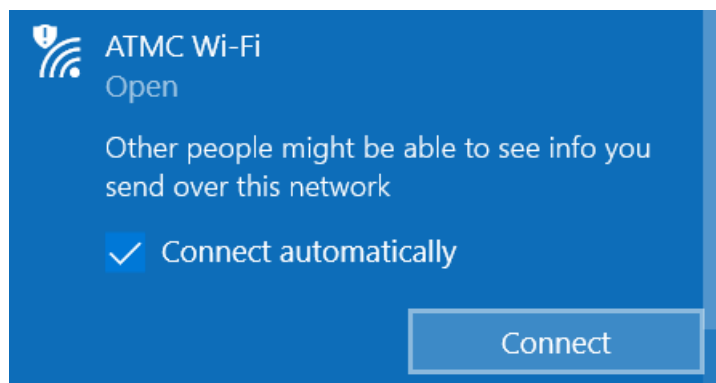 ATMC Wi-Fi
Open
Other people might be able to see info you
send over this network
Connect automatically
Connect